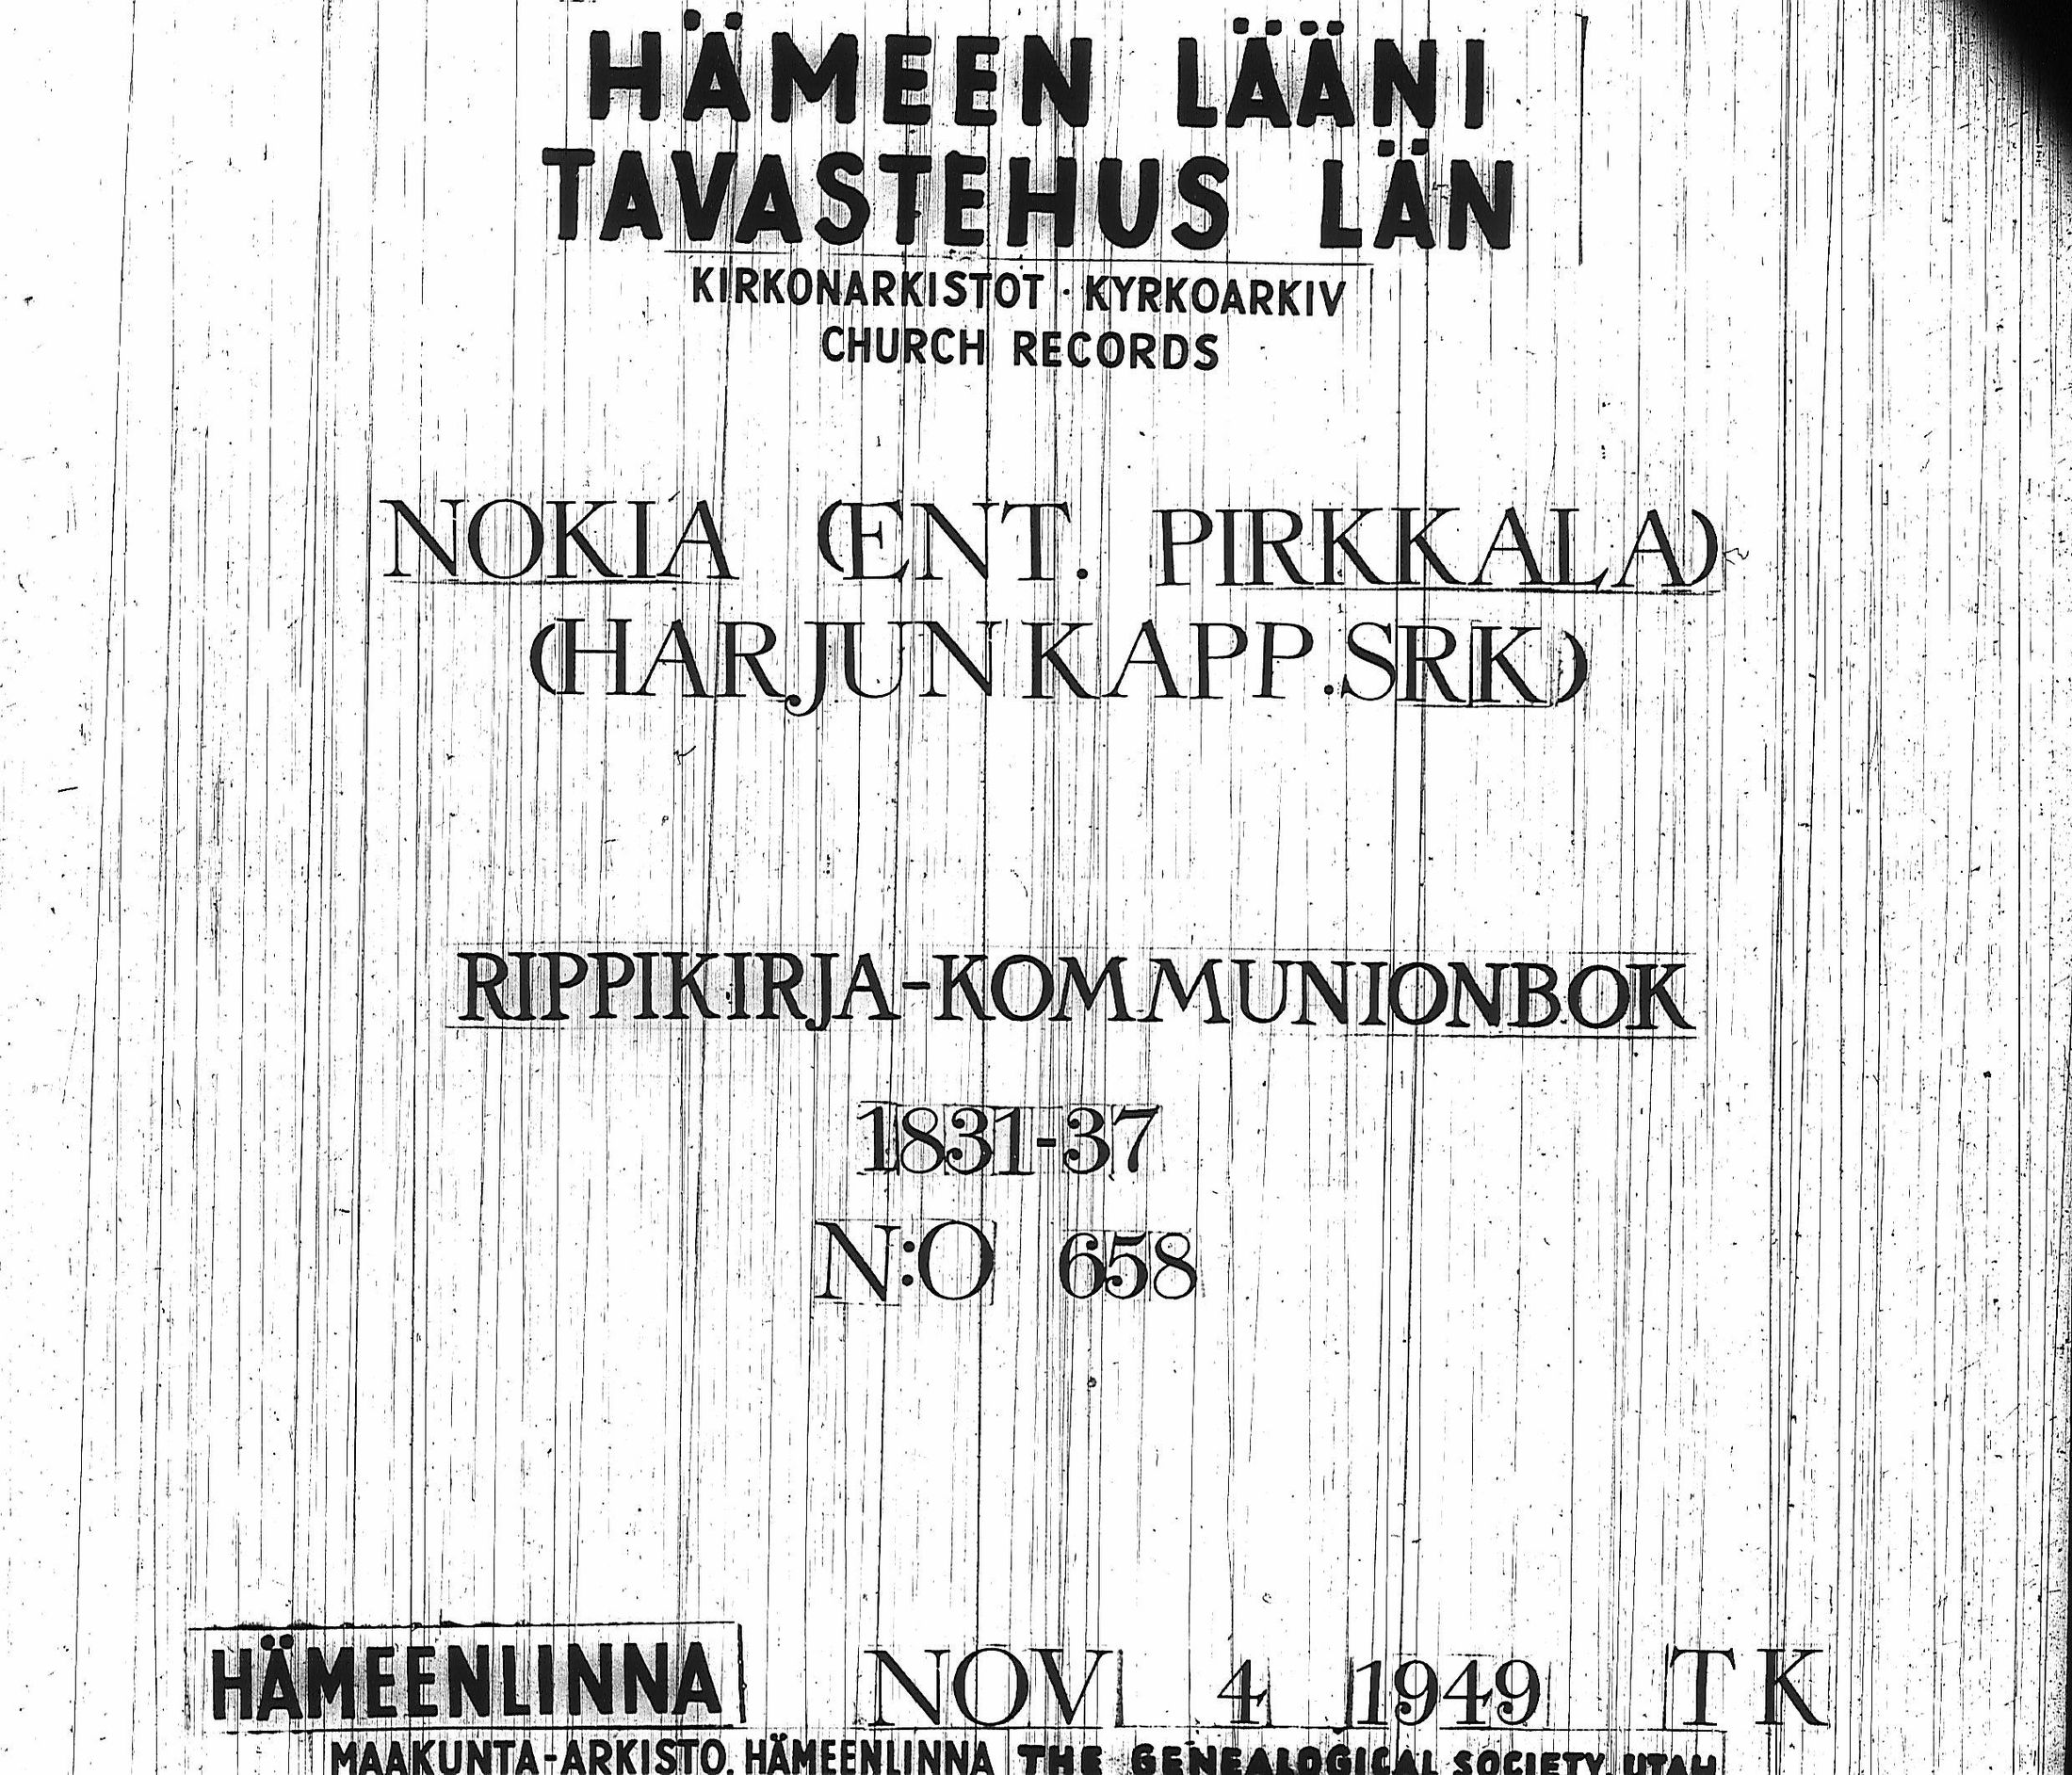 HÄMEEN LÄÄNI
TAVASTEHUS LÄN
KIRKONARKISTOT · KYRKOARKIV
CHURCH RECORDS
NOKIA (ENT. PIRKKALA)
(HARJUN KAPP.SRK)
RIPPIKIRJA-KOMMUNIONBOK
1831-37
N:O 658
HÄMEENLINNA NOV 4 1949 T K
MAAKUNTA-ARKISTO, HÄMEENLINNA THE GENEALOGICAL SOCIETY, UTAH